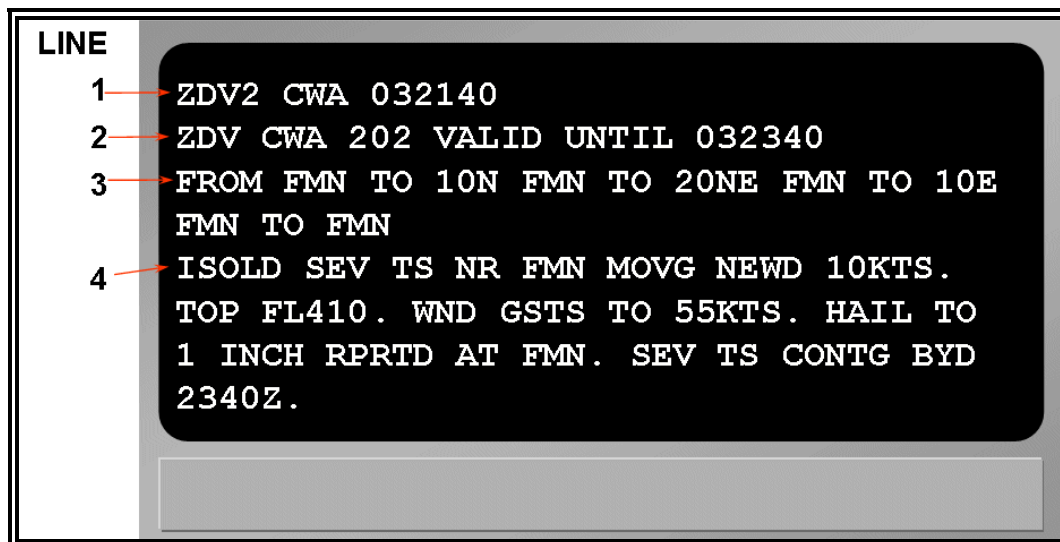 LINE
1 ZDV2 CWA 032140
2 ZDV CWA 202 VALID UNTIL 032340
3 FROM FMN TO 10N FMN TO 20NE FMN TO 10E
FMN TO FMN
4 ISOLD SEV TS NR FMN MOVG NEWD 10KTS.
TOP FL410. WND GSTS TO 55KTS. HAIL TO
1 INCH RPRTD AT FMN. SEV TS CONTG BYD
2340Z.